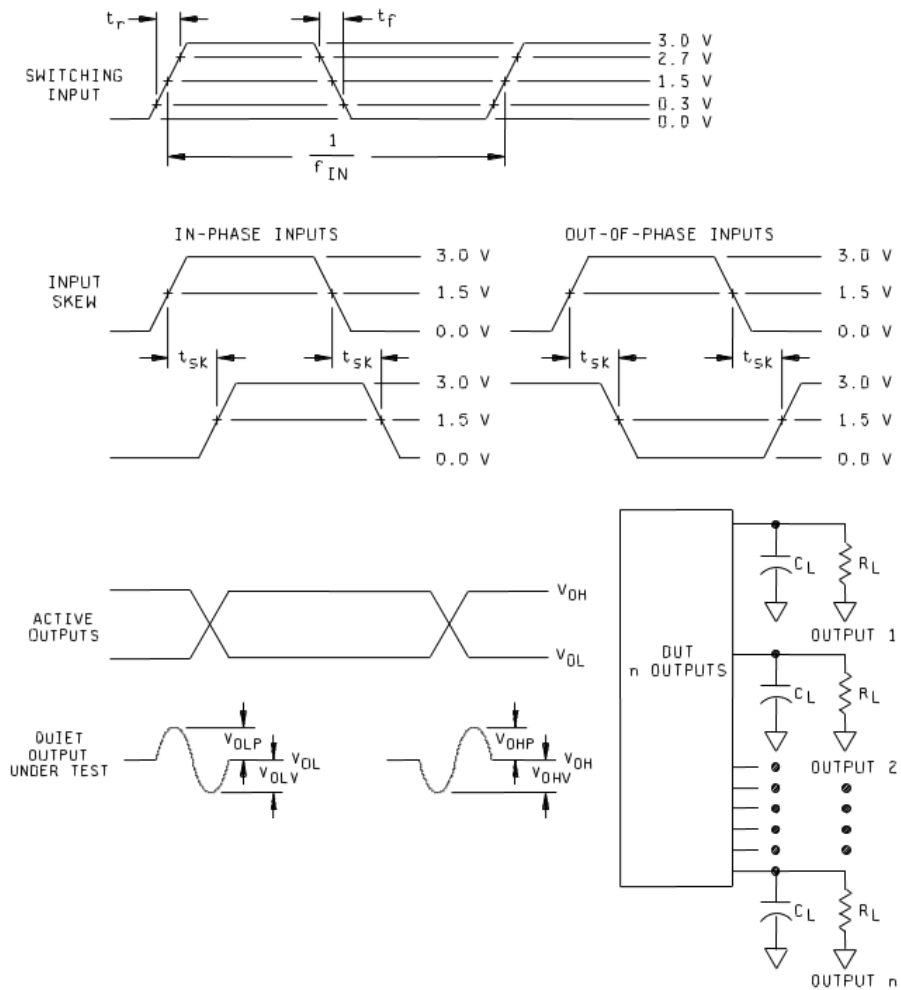 t_r t_f
3.0 V
2.7 V
SWITCHING INPUT
1.5 V
0.3 V
0.0 V
1
f_IN
IN-PHASE INPUTS
OUT-OF-PHASE INPUTS
INPUT SKEW
3.0 V
1.5 V
0.0 V
3.0 V
1.5 V
0.0 V
t_SK
t_SK
t_SK
t_SK
3.0 V
1.5 V
0.0 V
3.0 V
1.5 V
0.0 V
ACTIVE OUTPUTS
V_OH
V_OL
QUIET OUTPUT UNDER TEST
V_OLP
V_OL
V_OLV
V_OHP
V_OH
V_OHV
DUT
n OUTPUTS
C_L R_L
OUTPUT 1
C_L R_L
OUTPUT 2
C_L R_L
OUTPUT n